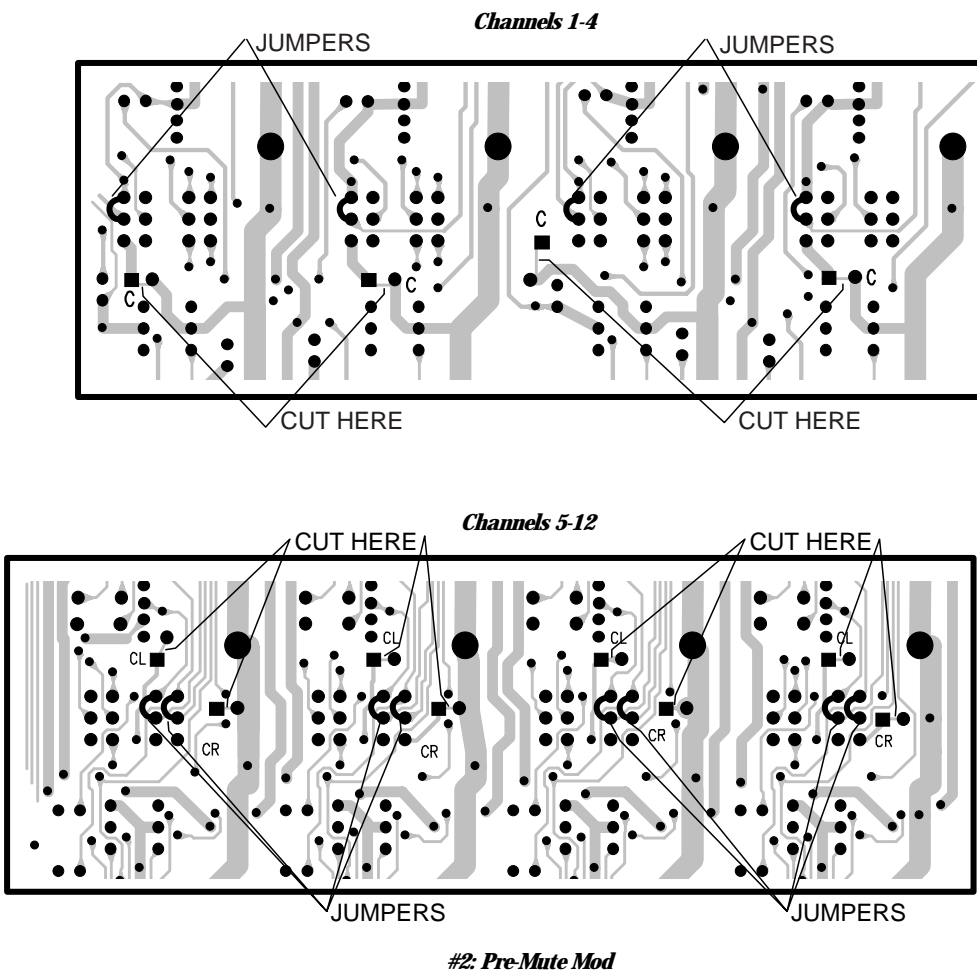 Channels 1-4
JUMPERS JUMPERS
C
C
C C
CUT HERE CUT HERE
Channels 5-12
CUT HERE CUT HERE
CL CL CL CL
CR CR CR CR
JUMPERS JUMPERS
#2: Pre-Mute Mod